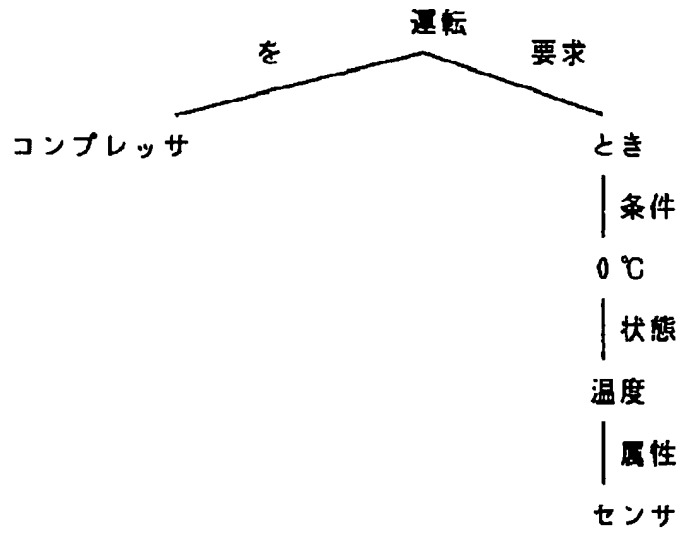 運転
を 要求
コンプレッサ とき
条件
0℃
状態
温度
属性
センサ